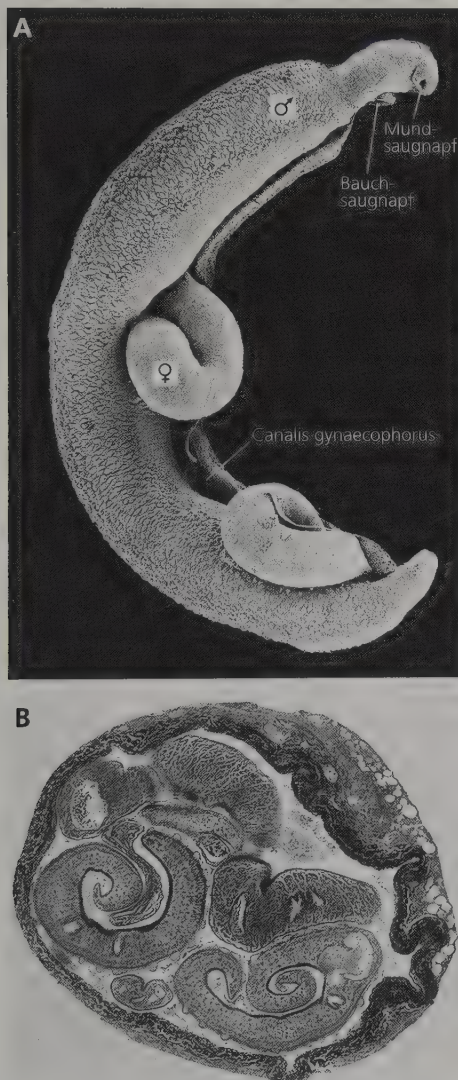 A
♂
Mund-
saugnapf
Bauch-
saugnapf
♀
Canalis gynaecophorus
B